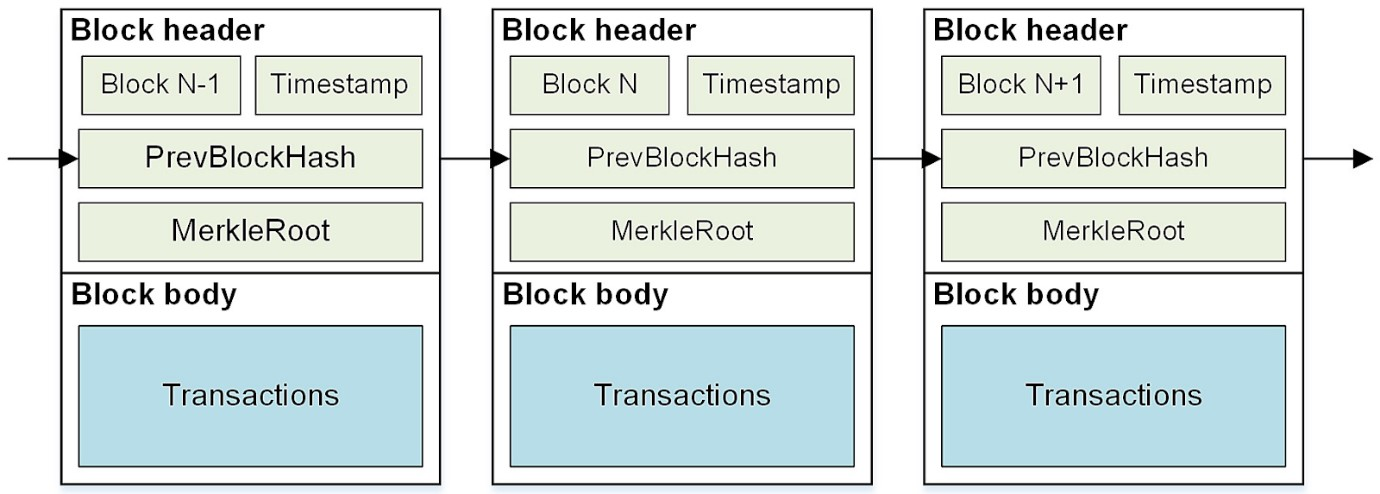 Block header
Block N-1
Timestamp
PrevBlockHash
MerkleRoot
Block body
Transactions
Block header
Block N
Timestamp
PrevBlockHash
MerkleRoot
Block body
Transactions
Block header
Block N+1
Timestamp
PrevBlockHash
MerkleRoot
Block body
Transactions